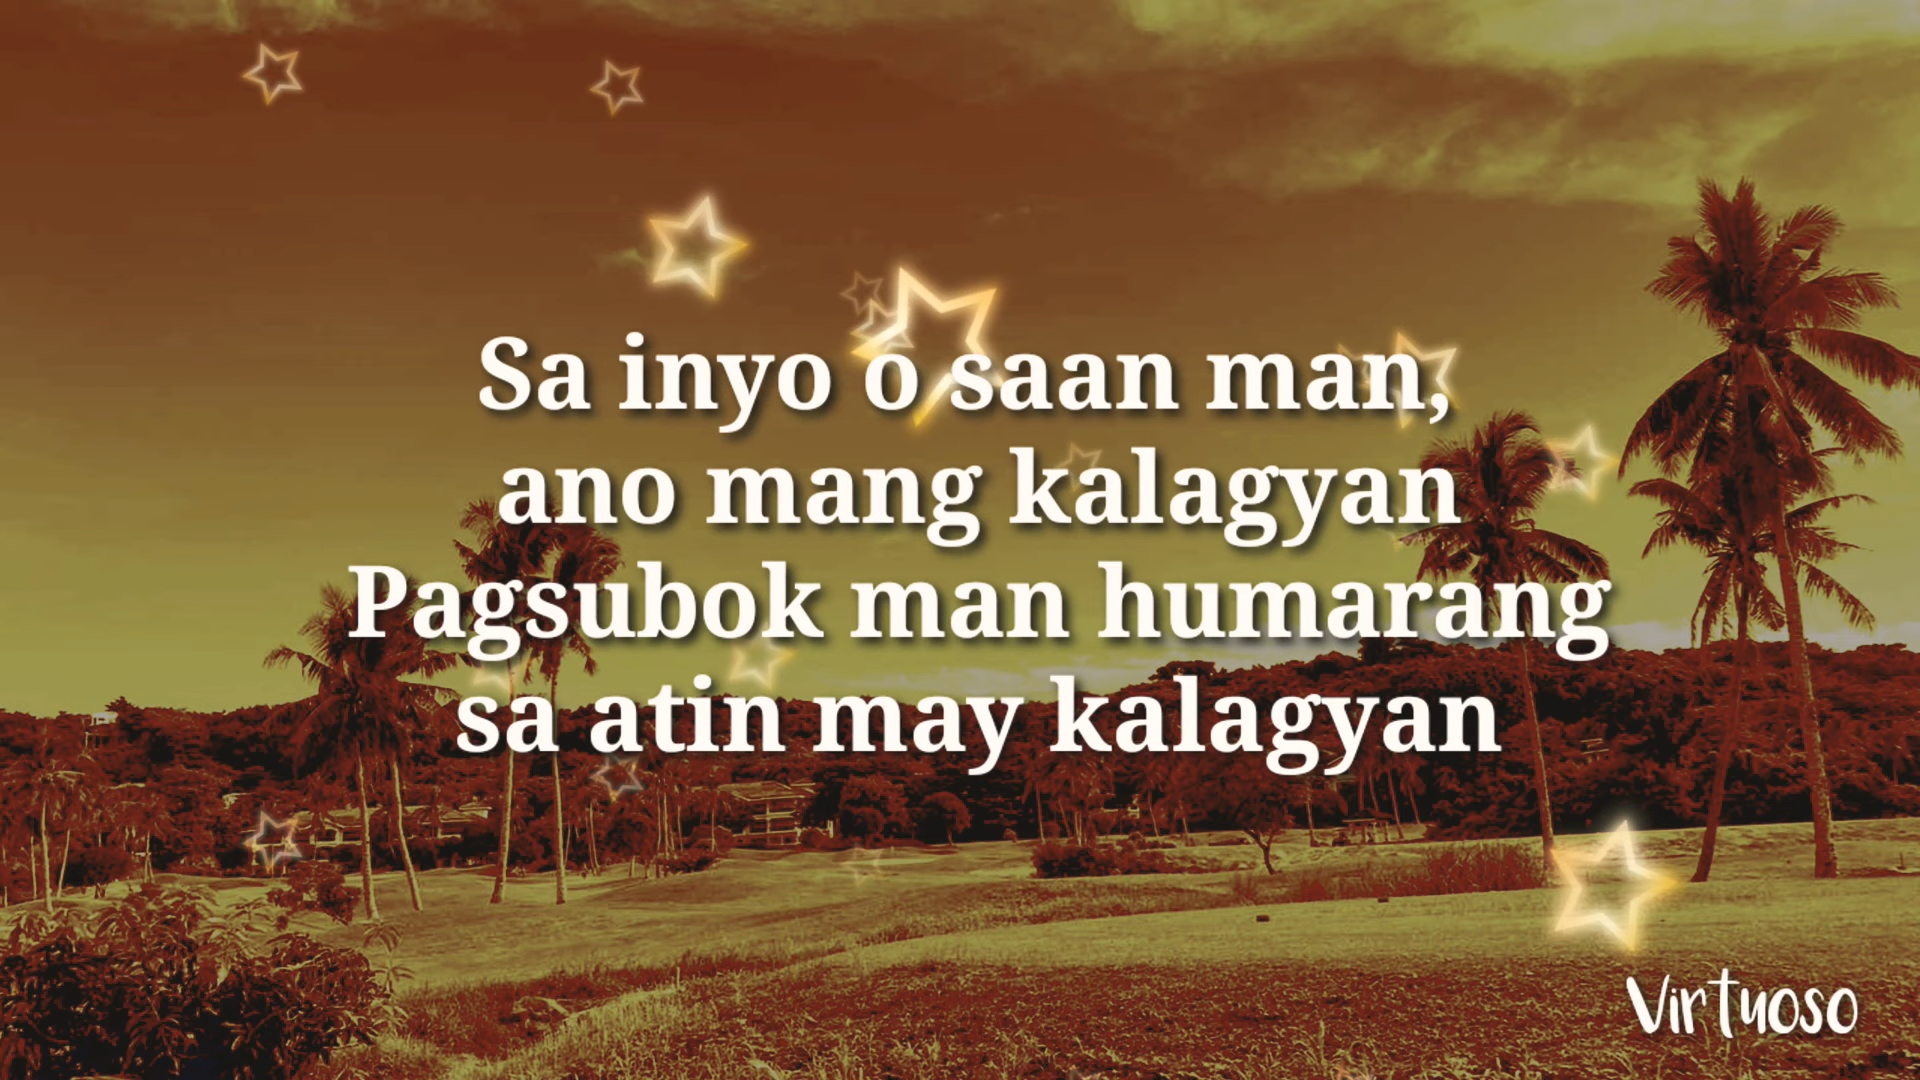 Sa inyo o saan man,
ano mang kalagyan
Pagsubok man humarang
sa atin may kalagyan
Virtuoso